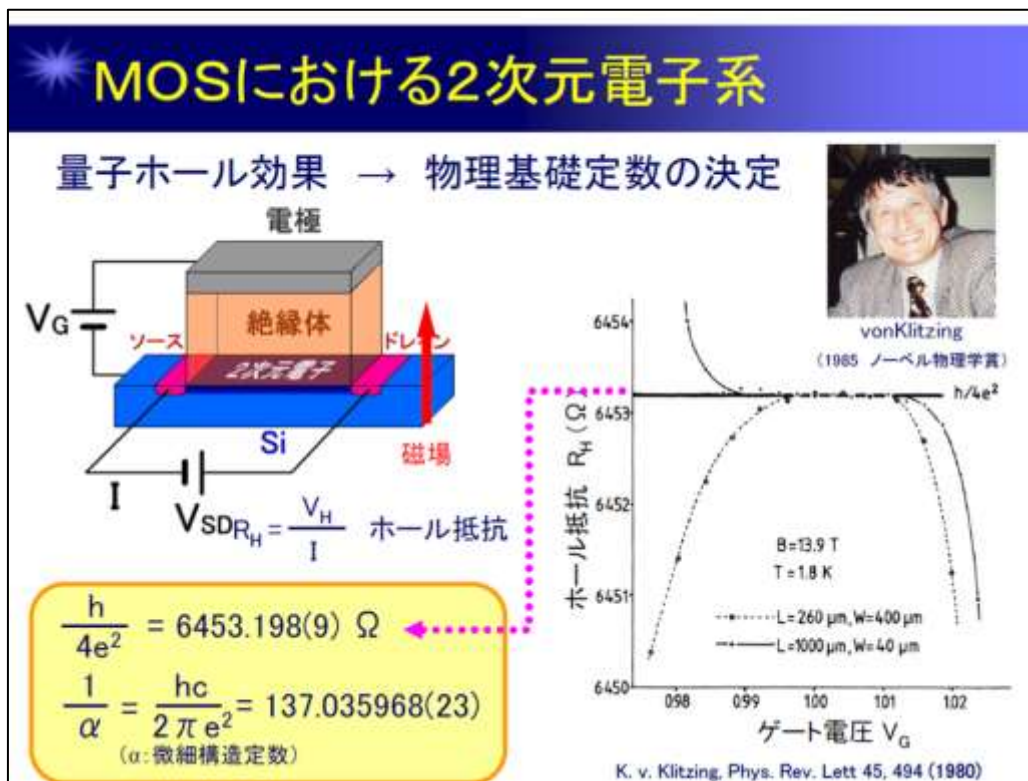 MOSにおける2次元電子系
量子ホール効果 → 物理基礎定数の決定
電極
絶縁体
V_G
ソース
ドレイン
2次元電子
Si
磁場
I
V_SD
R_H = V_H / I ホール抵抗
h / 4e² = 6453.198(9) Ω
1 / α = hc / 2πe² = 137.035968(23)
(α:微細構造定数)
vonKlitzing
(1985 ノーベル物理学賞)
h/4e²
ホール抵抗 R_H (Ω)
6454
6453
6452
6451
6450
B=13.9 T
T=1.8 K
L=260 μm, W=400 μm
L=1000 μm, W=40 μm
0.98 0.99 1.00 1.01 1.02
ゲート電圧 V_G
K. v. Klitzing, Phys. Rev. Lett 45, 494 (1980)